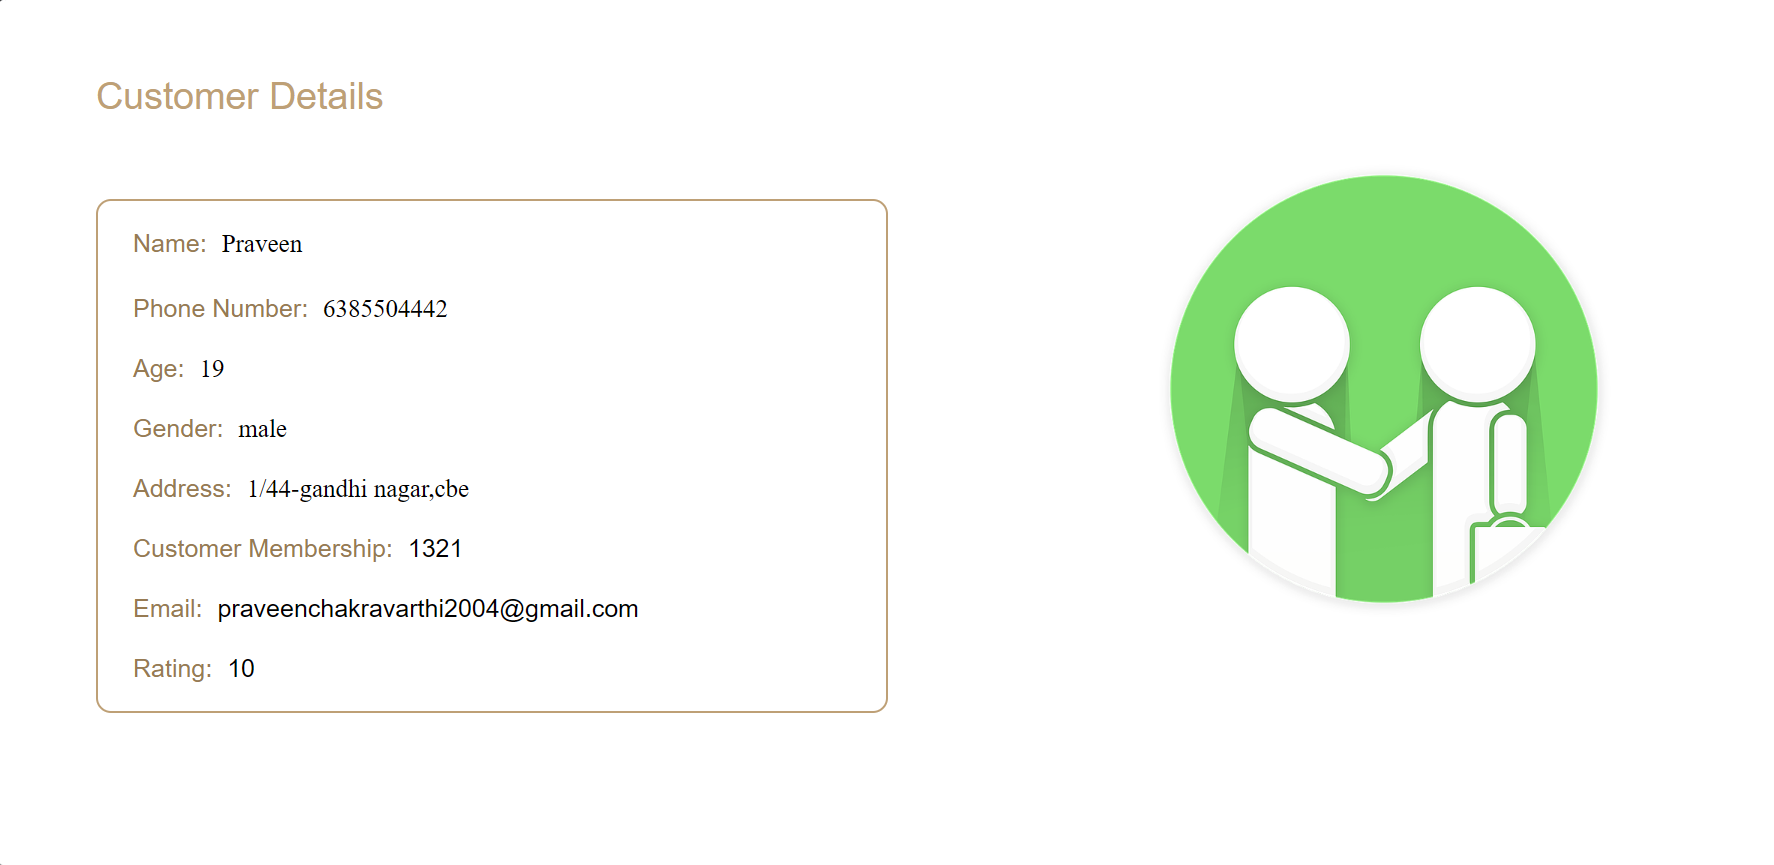 Customer Details
Name: Praveen
Phone Number: 6385504442
Age: 19
Gender: male
Address: 1/44-gandhi nagar,cbe
Customer Membership: 1321
Email: praveenchakravarthi2004@gmail.com
Rating: 10